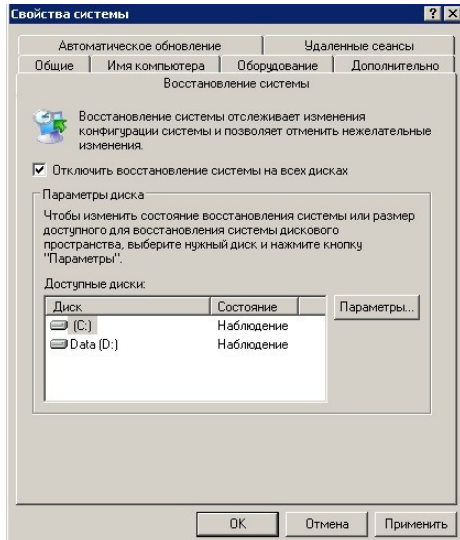 Свойства системы
Автоматическое обновление
Удаленные сеансы
Общие
Имя компьютера
Оборудование
Дополнительно
Восстановление системы
Восстановление системы отслеживает изменения
конфигурации системы и позволяет отменить нежелательные
изменения.
Отключить восстановление системы на всех дисках
Параметры диска
Чтобы изменить состояние восстановления системы или размер
доступного для восстановления системы дискового
пространства, выберите нужный диск и нажмите кнопку
"Параметры".
Доступные диски:
Диск Состояние
(C:) Наблюдение
Data (D:) Наблюдение
Параметры...
OK
Отмена
Применить